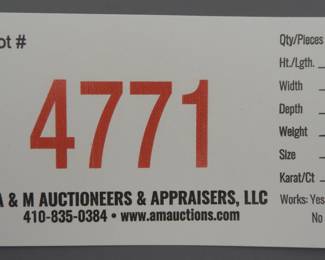 ot #
4771
A & M AUCTIONEERS & APPRAISERS, LLC
410-835-0384 • www.amauctions.com
Qty/Pieces
Ht./Lgth.
Width
Depth
Weight
Size
Karat/Ct
Works: Yes
No